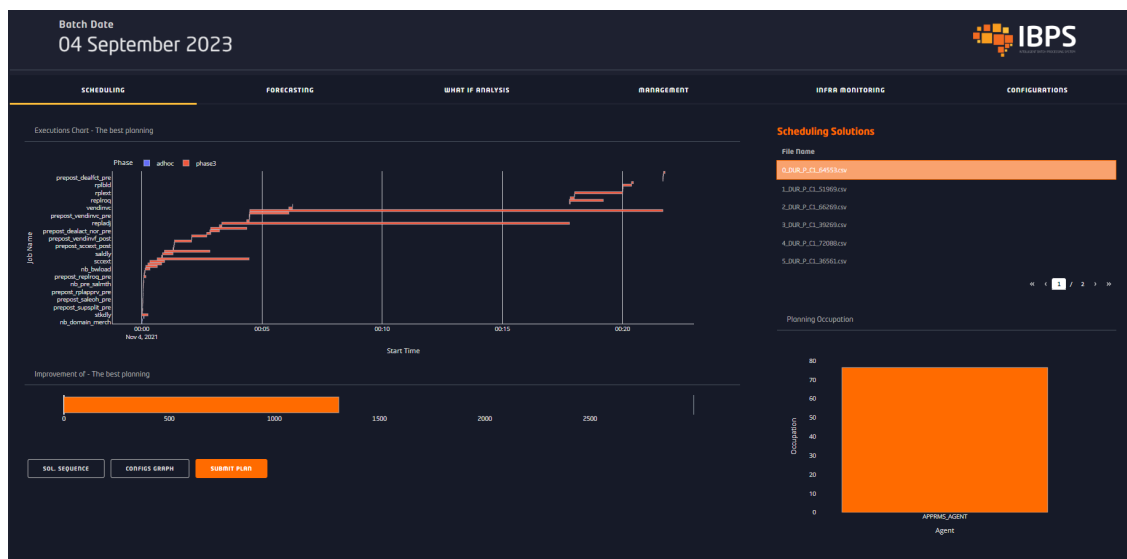 Batch Date
04 September 2023
IBPS
SCHEDULING
FORECASTING
WHAT IF ANALYSIS
MANAGEMENT
INFRA MONITORING
CONFIGURATIONS
Executions Chart - The best planning
Phase adhoc phase3
prepost_dealfct_pre
rplbld
rplext
replroq
vendinvc
prepost_vendinvc_pre
repladj
prepost_dealact_nor_pre
prepost_vendinvf_post
prepost_sccext_post
saldly
sccext
nb_bwload
prepost_replroq_pre
nb_pre_salmth
prepost_rplapprv_pre
prepost_saleoh_pre
prepost_supsplit_pre
stkdly
nb_domain_merch
Job Name
00:00
00:05
00:10
00:15
00:20
Nov 4, 2021
Start Time
Improvement of - The best planning
0
500
1000
1500
2000
2500
SOL. SEQUENCE
CONFIGS GRAPH
SUBMIT PLAN
Scheduling Solutions
File Name
0_DUR_P_C1_64553.csv
1_DUR_P_C1_51969.csv
2_DUR_P_C1_66269.csv
3_DUR_P_C1_39269.csv
4_DUR_P_C1_72088.csv
5_DUR_P_C1_36561.csv
« ‹ 1 / 2 › »
Planning Occupation
80
70
60
50
40
30
20
10
0
Occupation
APPRMS_AGENT
Agent